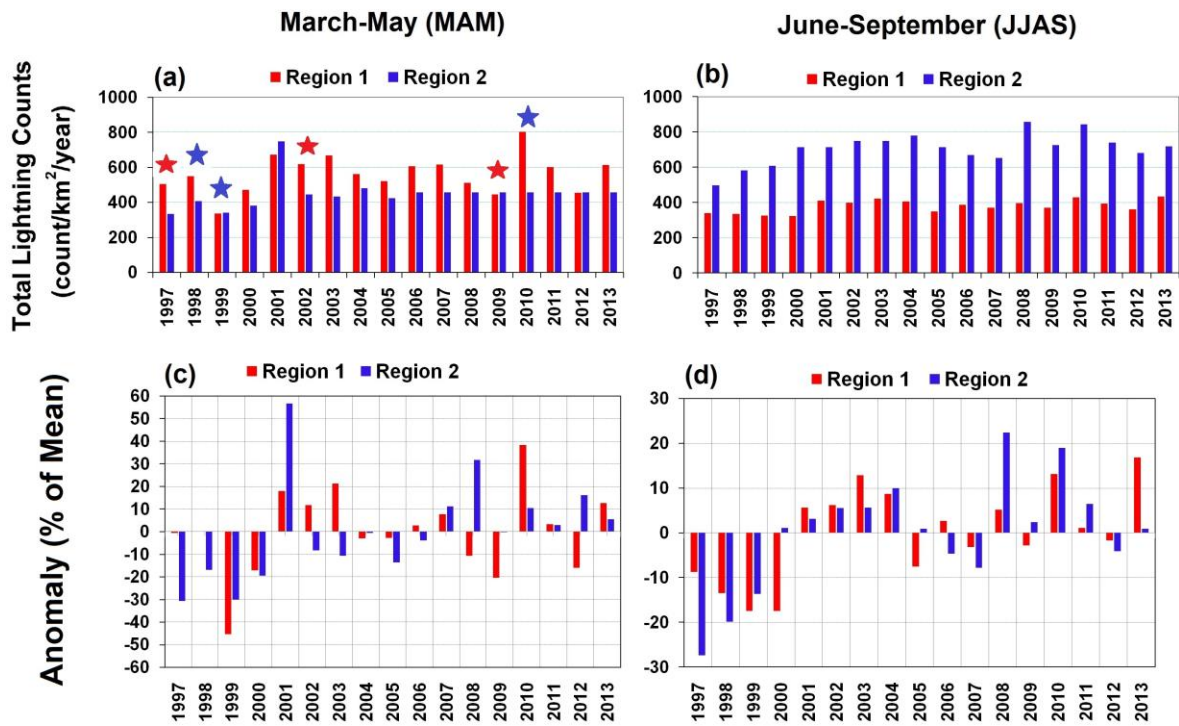 March-May (MAM)
June-September (JJAS)
Total Lightning Counts
(count/km²/year)
(a)
Region 1 Region 2
1000
800
600
400
200
0
1997 1998 1999 2000 2001 2002 2003 2004 2005 2006 2007 2008 2009 2010 2011 2012 2013
(b)
Region 1 Region 2
1000
800
600
400
200
0
1997 1998 1999 2000 2001 2002 2003 2004 2005 2006 2007 2008 2009 2010 2011 2012 2013
Anomaly (% of Mean)
(c)
Region 1 Region 2
60
50
40
30
20
10
0
-10
-20
-30
-40
-50
-60
1997 1998 1999 2000 2001 2002 2003 2004 2005 2006 2007 2008 2009 2010 2011 2012 2013
(d)
Region 1 Region 2
30
20
10
0
-10
-20
-30
1997 1998 1999 2000 2001 2002 2003 2004 2005 2006 2007 2008 2009 2010 2011 2012 2013